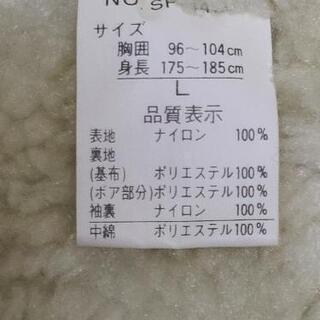 NO. SF
サイズ
胸囲 96～104cm
身長 175～185cm
L
品質表示
表地 ナイロン 100%
裏地
(基布) ポリエステル100%
(ボア部分)ポリエステル100%
袖裏 ナイロン 100%
中綿 ポリエステル100%